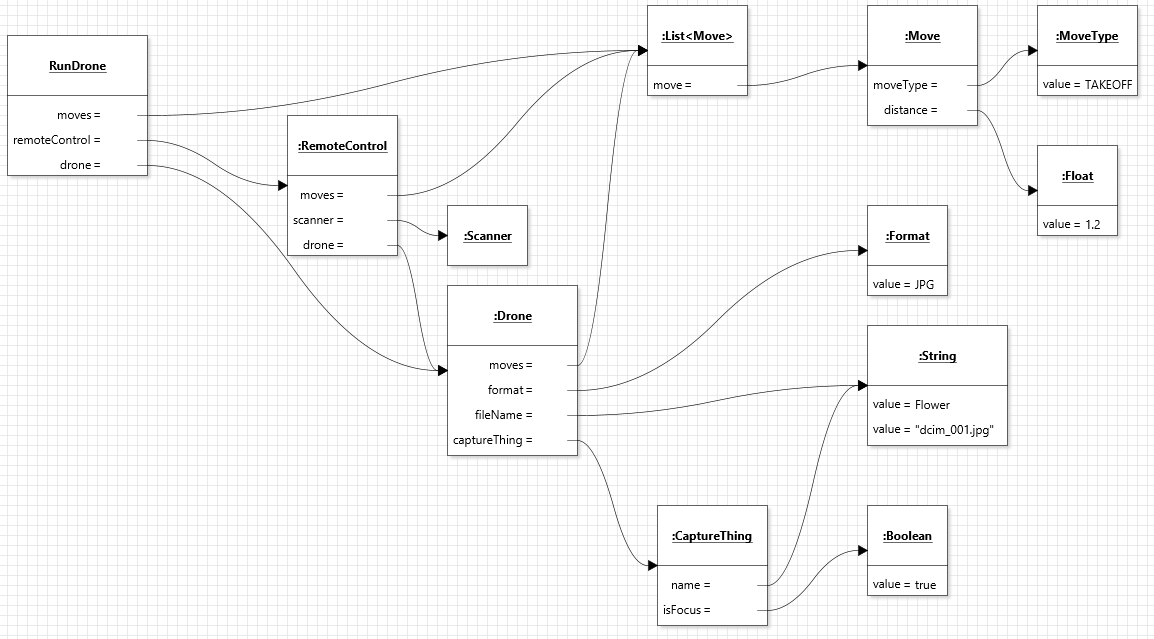 RunDrone
moves =
remoteControl =
drone =
:RemoteControl
moves =
scanner =
drone =
:Scanner
:Drone
moves =
format =
fileName =
captureThing =
:List<Move>
move =
:Move
moveType =
distance =
:MoveType
value = TAKEOFF
:Float
value = 1.2
:Format
value = JPG
:String
value = Flower
value = "dcim_001.jpg"
:CaptureThing
name =
isFocus =
:Boolean
value = true